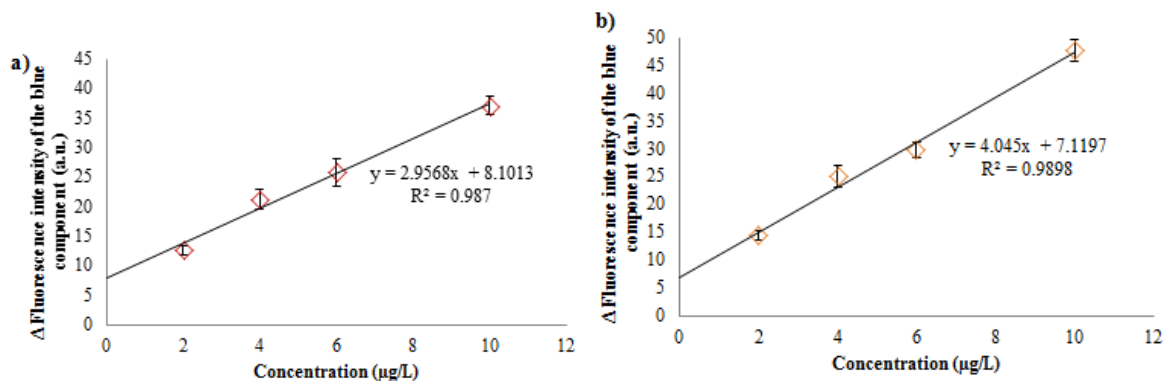 a)
Δ Fluorescence intensity of the blue
component (a.u.)
45
40
35
30
25
20
15
10
5
0
y = 2.9568x + 8.1013
R² = 0.987
0 2 4 6 8 10 12
Concentration (µg/L)
b)
Δ Fluorescence intensity of the blue
component (a.u.)
50
45
40
35
30
25
20
15
10
5
0
y = 4.045x + 7.1197
R² = 0.9898
0 2 4 6 8 10 12
Concentration (µg/L)